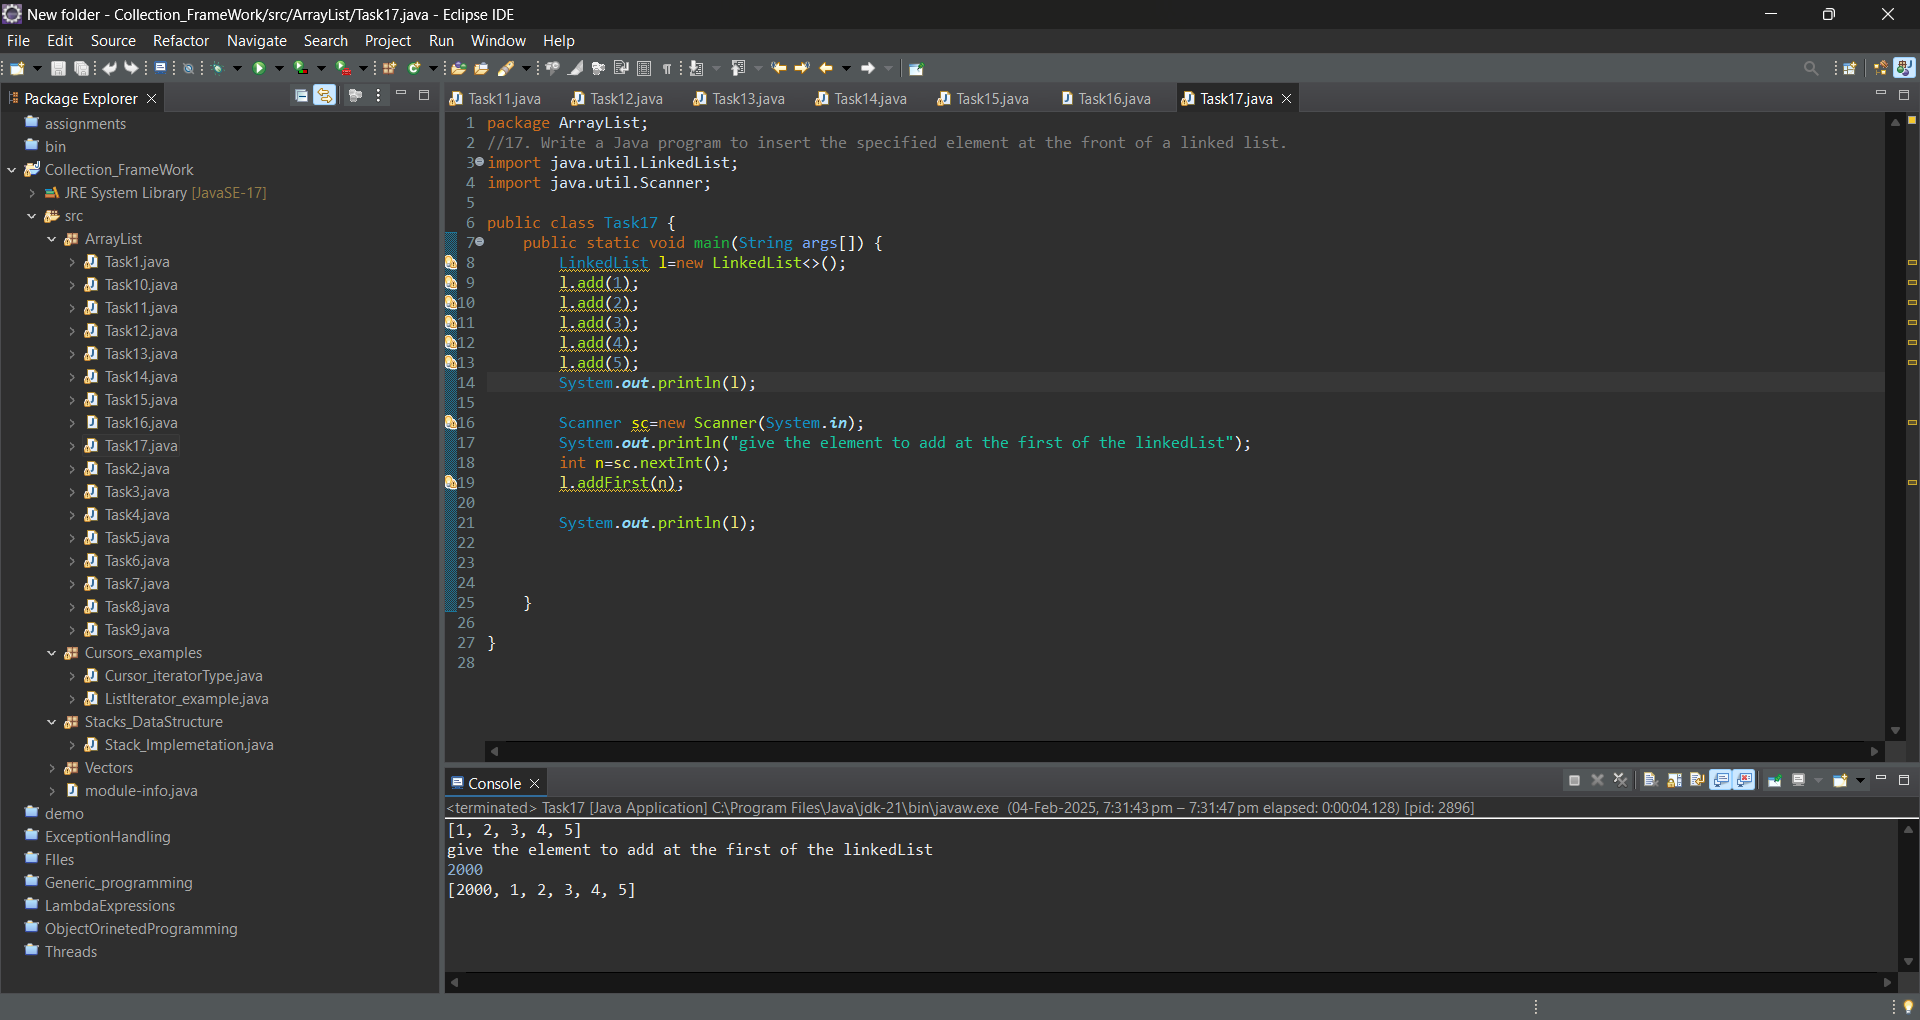 New folder - Collection_FrameWork/src/ArrayList/Task17.java - Eclipse IDE
File Edit Source Refactor Navigate Search Project Run Window Help
Package Explorer
assignments
bin
Collection_FrameWork
JRE System Library [JavaSE-17]
src
ArrayList
Task1.java
Task10.java
Task11.java
Task12.java
Task13.java
Task14.java
Task15.java
Task16.java
Task17.java
Task2.java
Task3.java
Task4.java
Task5.java
Task6.java
Task7.java
Task8.java
Task9.java
Cursors_examples
Cursor_iteratorType.java
ListIterator_example.java
Stacks_DataStructure
Stack_Implemetation.java
Vectors
module-info.java
demo
ExceptionHandling
FIles
Generic_programming
LambdaExpressions
ObjectOrinetedProgramming
Threads
Task11.java Task12.java Task13.java Task14.java Task15.java Task16.java Task17.java
1 package ArrayList;
2 //17. Write a Java program to insert the specified element at the front of a linked list.
3 import java.util.LinkedList;
4 import java.util.Scanner;
5
6 public class Task17 {
7 public static void main(String args[]) {
8 LinkedList l=new LinkedList<>();
9 l.add(1);
10 l.add(2);
11 l.add(3);
12 l.add(4);
13 l.add(5);
14 System.out.println(l);
15
16 Scanner sc=new Scanner(System.in);
17 System.out.println("give the element to add at the first of the linkedList");
18 int n=sc.nextInt();
19 l.addFirst(n);
20
21 System.out.println(l);
22
23
24
25 }
26
27 }
28
Console
<terminated> Task17 [Java Application] C:\Program Files\Java\jdk-21\bin\javaw.exe (04-Feb-2025, 7:31:43 pm – 7:31:47 pm elapsed: 0:00:04.128) [pid: 2896]
[1, 2, 3, 4, 5]
give the element to add at the first of the linkedList
2000
[2000, 1, 2, 3, 4, 5]